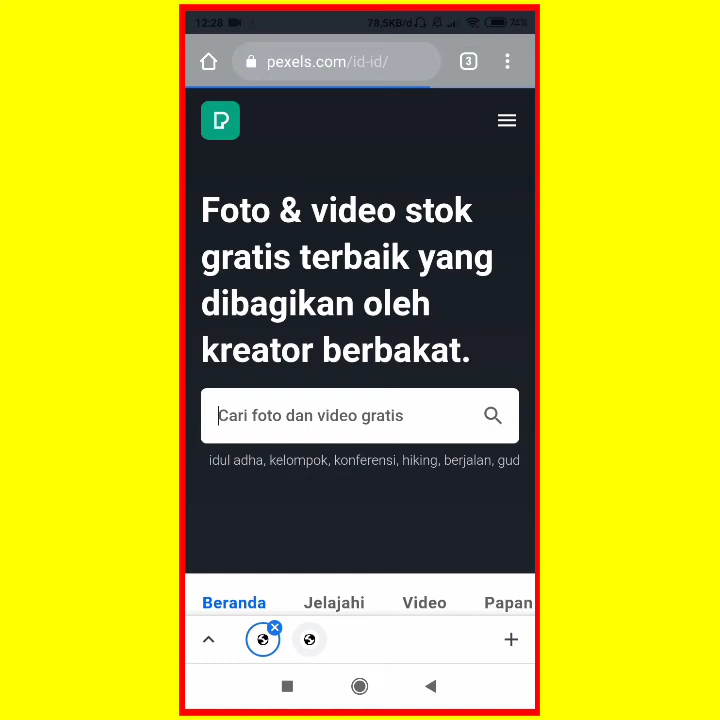 12:28 78,5KB/d 74%
pexels.com/id-id/ 3
Foto & video stok
gratis terbaik yang
dibagikan oleh
kreator berbakat.
Cari foto dan video gratis
idul adha, kelompok, konferensi, hiking, berjalan, gud
Beranda Jelajahi Video Papan